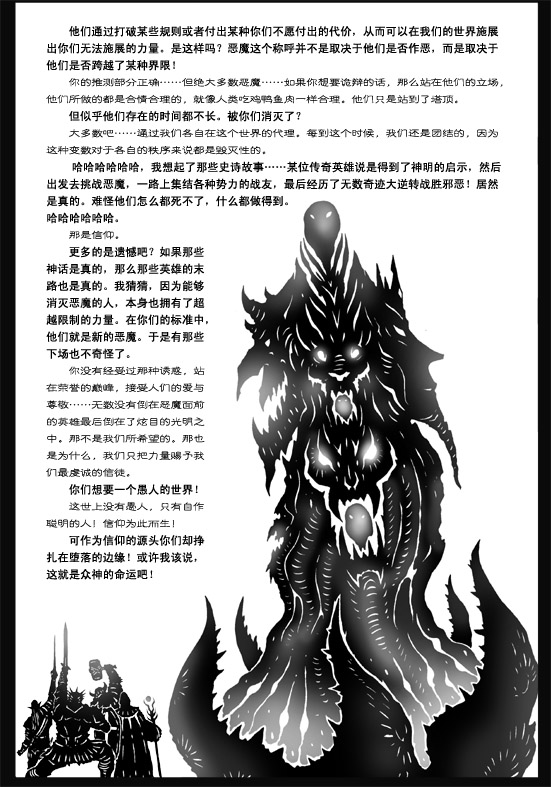 他们通过打破某些规则或者付出某种你们不愿付出的代价，从而可以在我们的世界施展
出你们无法施展的力量。是这样吗？恶魔这个称呼并不是取决于他们是否作恶，而是取决于
他们是否跨越了某种界限！
你的推测部分正确……但绝大多数恶魔……如果你想要诡辩的话，那么站在他们的立场，
他们所做的都是合情合理的，就像人类吃鸡鸭鱼肉一样合理。他们只是站到了塔顶。
但似乎他们存在的时间都不长。被你们消灭了？
大多数吧……通过我们各自在这个世界的代理。每到这个时候，我们还是团结的，因为
这种变数对于各自的秩序来说都是毁灭性的。
哈哈哈哈哈哈，我想起了那些史诗故事……某位传奇英雄说是得到了神明的启示，然后
出发去挑战恶魔，一路上集结各种势力的战友，最后经历了无数奇迹大逆转战胜邪恶！居然
是真的。难怪他们怎么都死不了，什么都做得到。
哈哈哈哈哈哈。
那是信仰。
更多的是遗憾吧？如果那些
神话是真的，那么那些英雄的末
路也是真的。我猜猜，因为能够
消灭恶魔的人，本身也拥有了超
越限制的力量。在你们的标准中，
他们就是新的恶魔。于是有那些
下场也不奇怪了。
你没有经受过那种诱惑，站
在荣誉的巅峰，接受人们的爱与
尊敬……无数没有倒在恶魔面前
的英雄最后倒在了炫目的光明之
中。那不是我们所希望的。那也
是为什么，我们只把力量赐予我
们最虔诚的信徒。
你们想要一个愚人的世界！
这世上没有愚人，只有自作
聪明的人！信仰为此而生！
可作为信仰的源头你们却挣
扎在堕落的边缘！或许我该说，
这就是众神的命运吧！